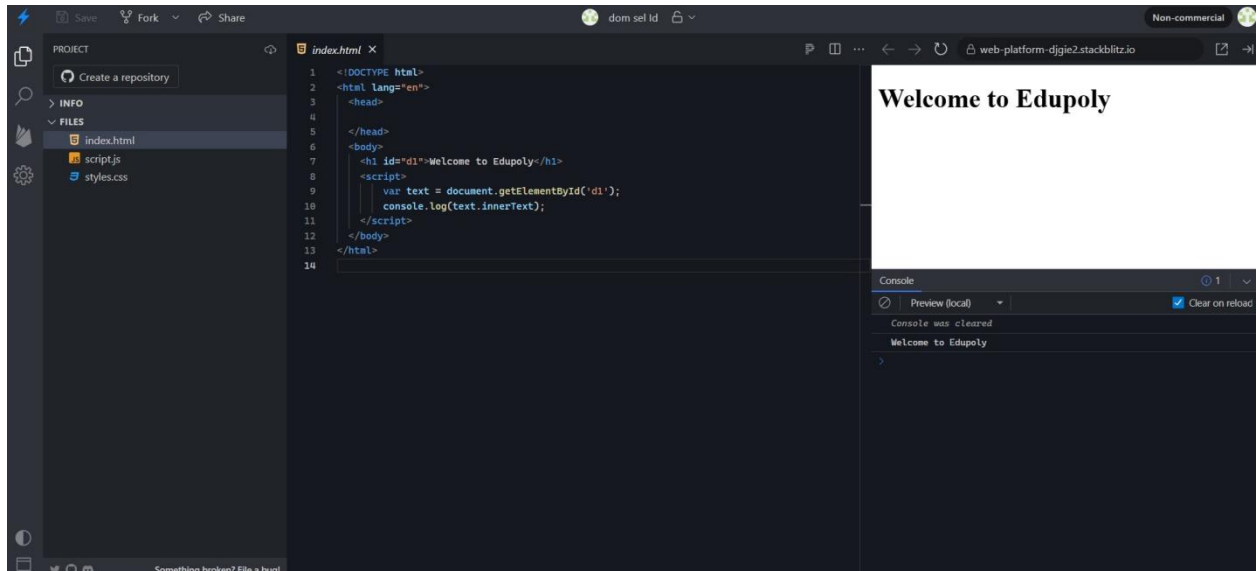 Save Fork Share dom sel Id Non-commercial
PROJECT
Create a repository
INFO
FILES
index.html
script.js
styles.css
index.html
1 <!DOCTYPE html>
2 <html lang="en">
3 <head>
4
5 </head>
6 <body>
7 <h1 id="d1">Welcome to Edupoly</h1>
8 <script>
9 var text = document.getElementById('d1');
10 console.log(text.innerText);
11 </script>
12 </body>
13 </html>
14
web-platform-djgie2.stackblitz.io
Welcome to Edupoly
Console 1
Preview (local) Clear on reload
Console was cleared
Welcome to Edupoly
Something broken? File a bug!